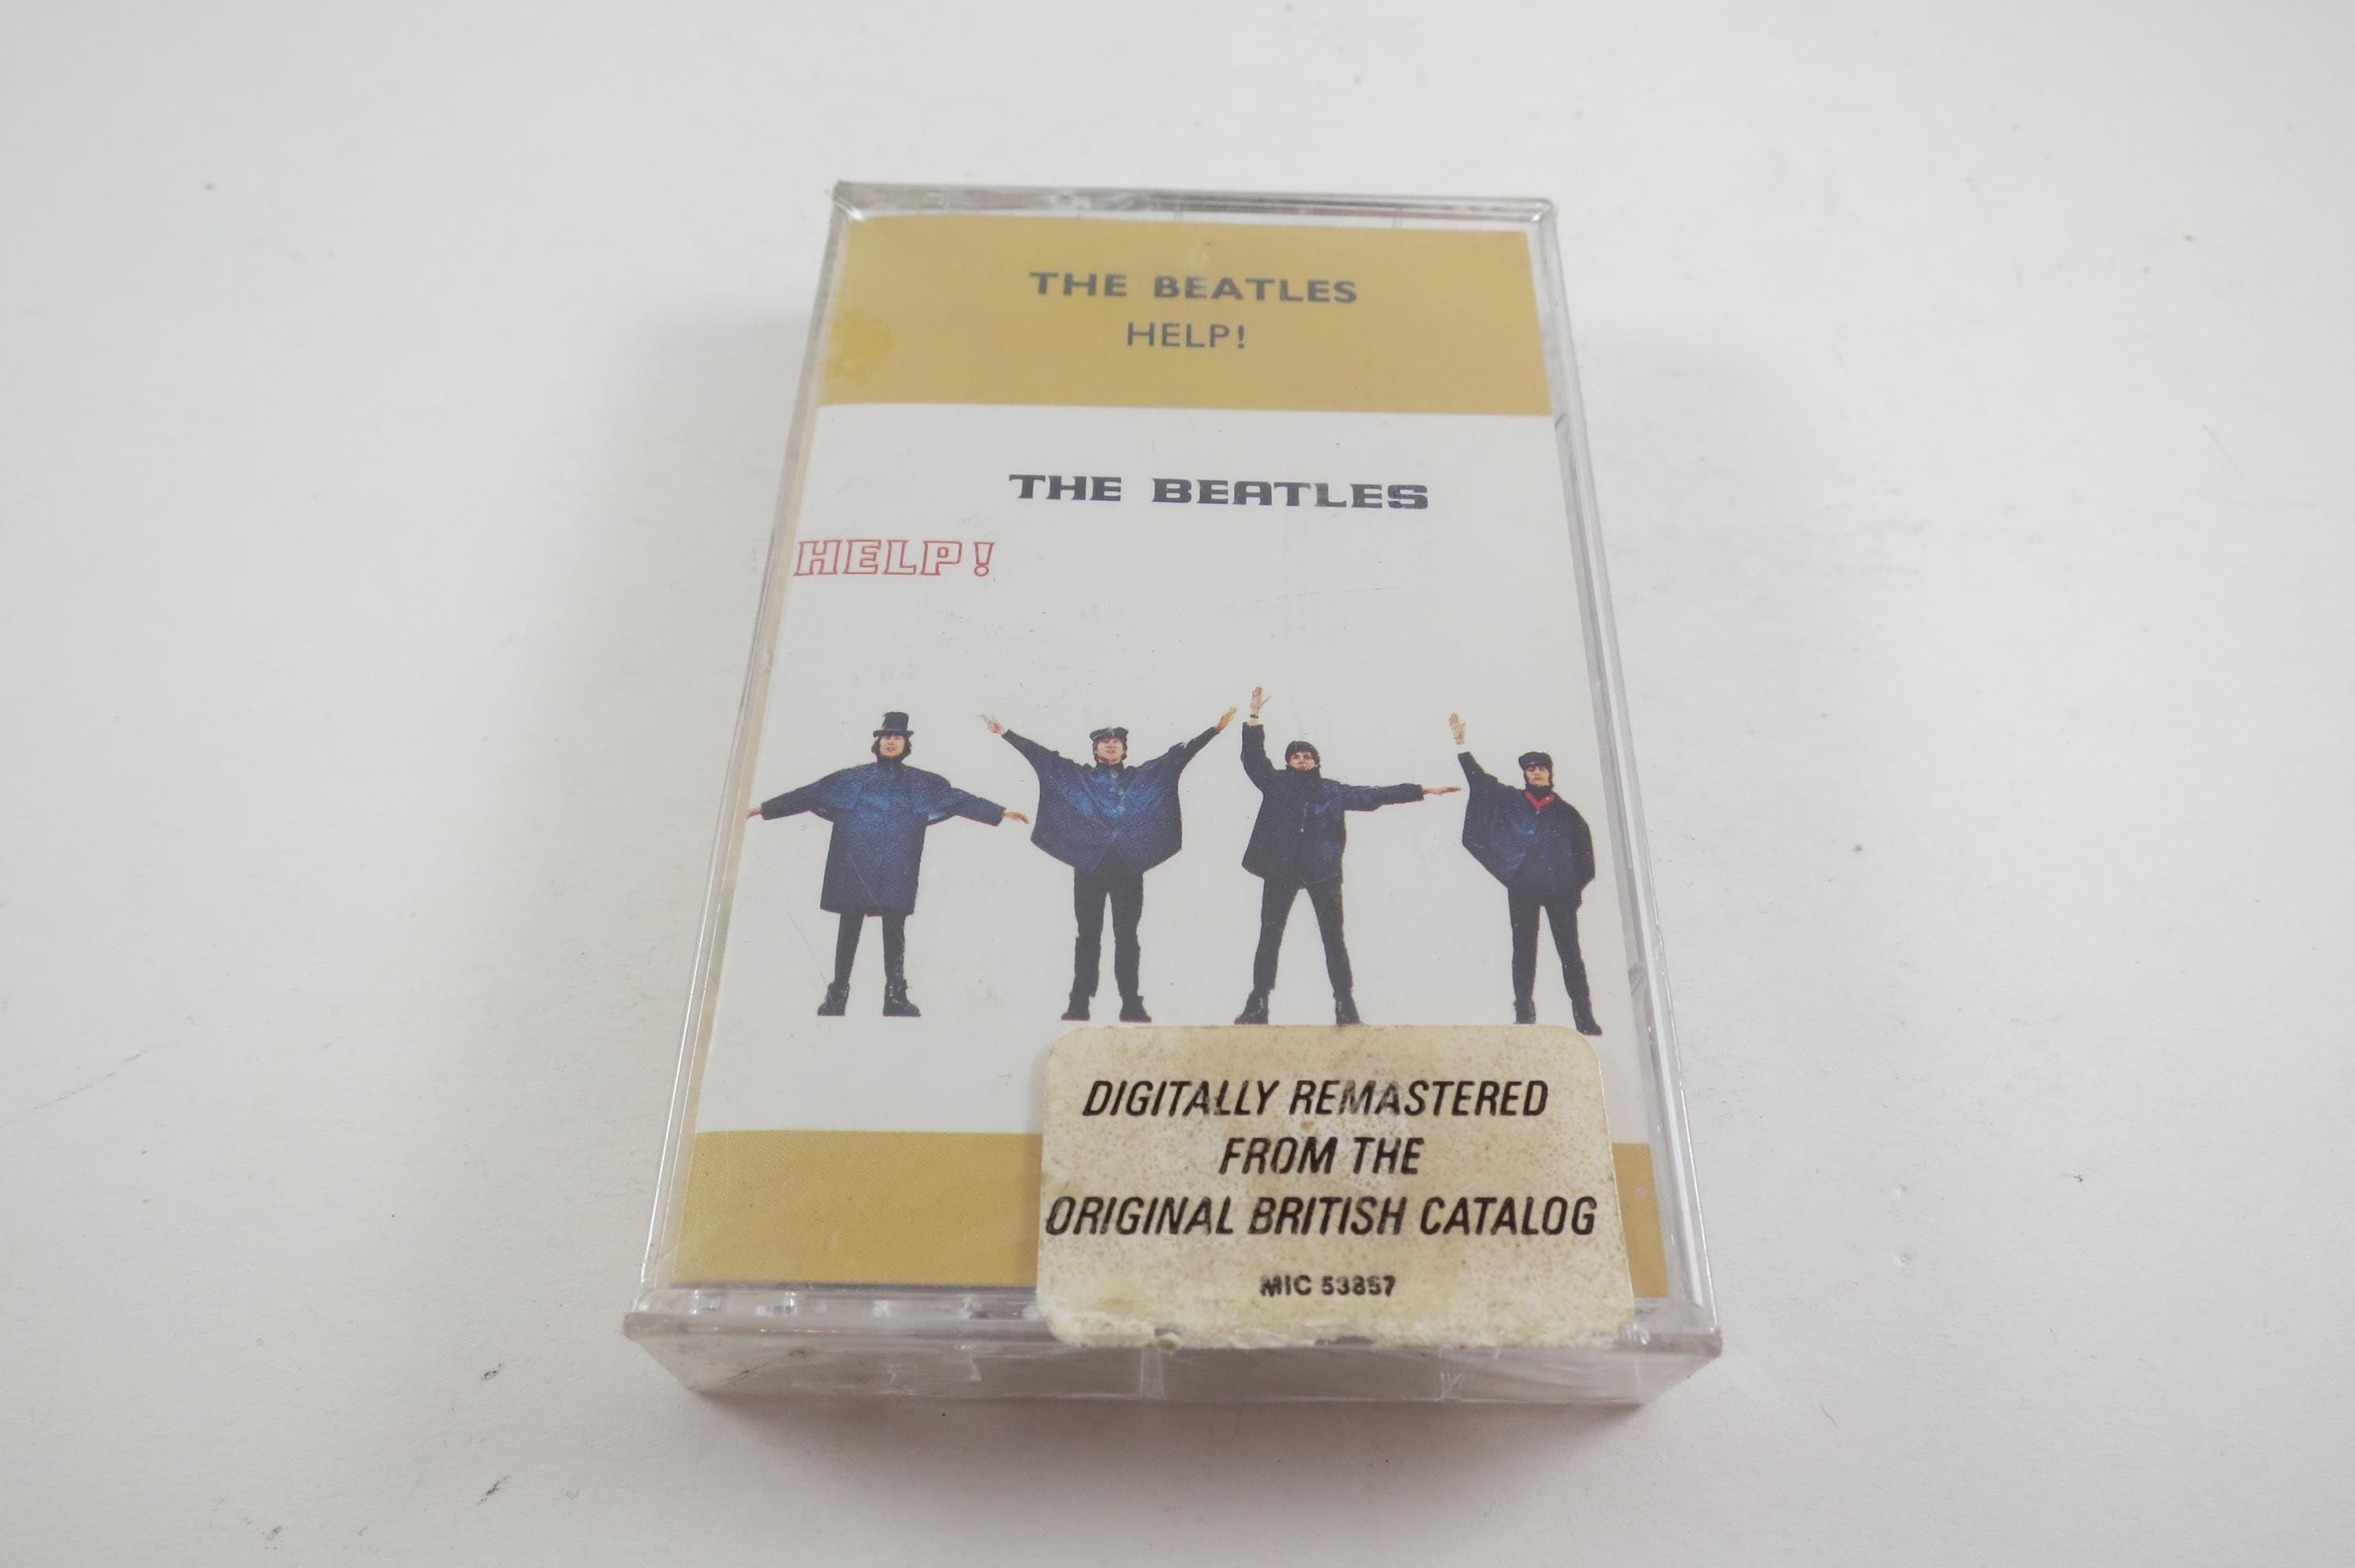 THE BEATLES
HELP!
THE BEATLES
HELP!
DIGITALLY REMASTERED
FROM THE
ORIGINAL BRITISH CATALOG
MIC 53857